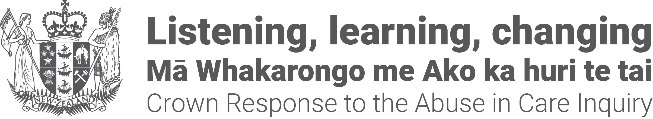 Listening, learning, changing
Mā Whakarongo me Ako ka huri te tai
Crown Response to the Abuse in Care Inquiry